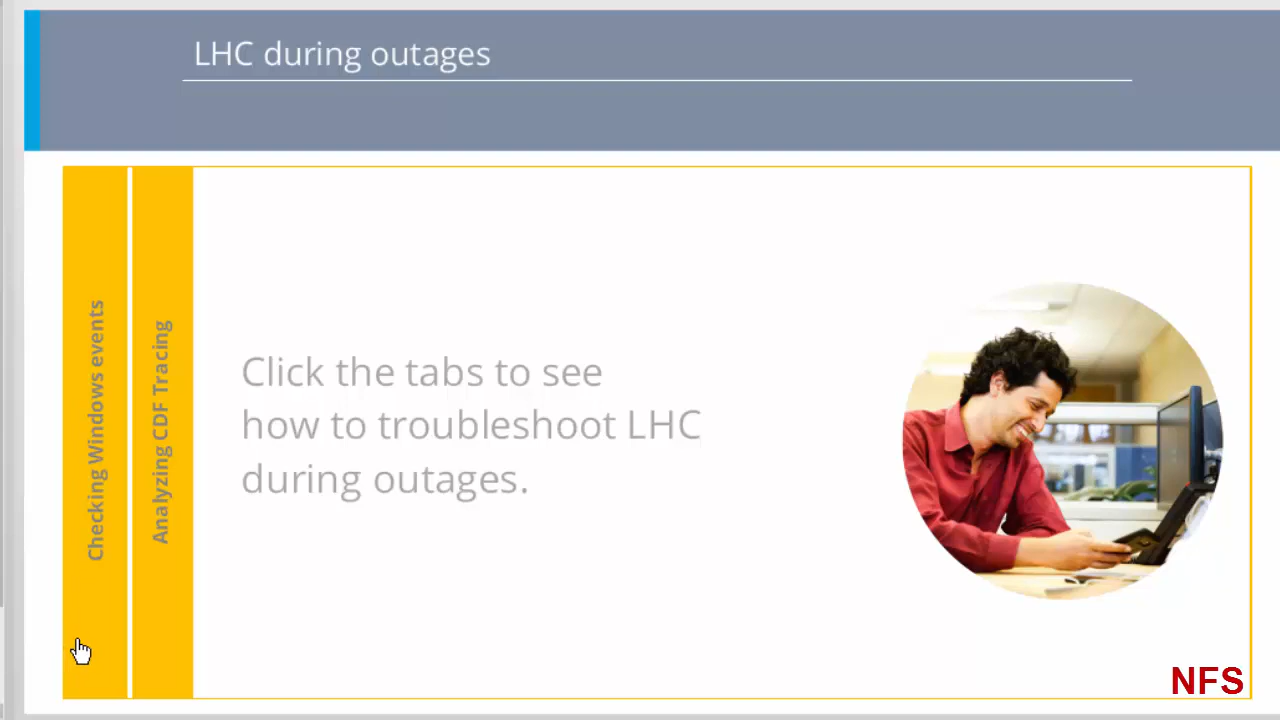 LHC during outages
Checking Windows events
Analyzing CDF Tracing
Click the tabs to see
how to troubleshoot LHC
during outages.
NFS